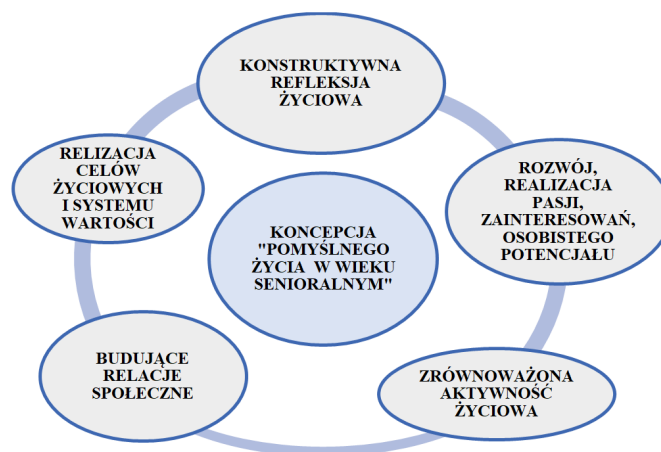 KONSTRUKTYWNA
REFLEKSJA
ŻYCIOWA
RELIZACJA
CELÓW
ŻYCIOWYCH
I SYSTEMU
WARTOŚCI
ROZWÓJ,
REALIZACJA
PASJI,
ZAINTERESOWAŃ,
OSOBISTEGO
POTENCJAŁU
KONCEPCJA
"POMYŚLNEGO
ŻYCIA W WIEKU
SENIORALNYM"
BUDUJĄCE
RELACJE
SPOŁECZNE
ZRÓWNOWAŻONA
AKTYWNOŚĆ
ŻYCIOWA